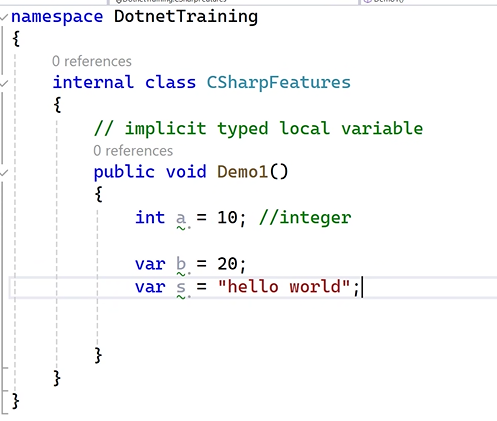 namespace DotnetTraining
{
0 references
internal class CSharpFeatures
{
// implicit typed local variable
0 references
public void Demo1()
{
int a = 10; //integer
var b = 20;
var s = "hello world";
}
}
}